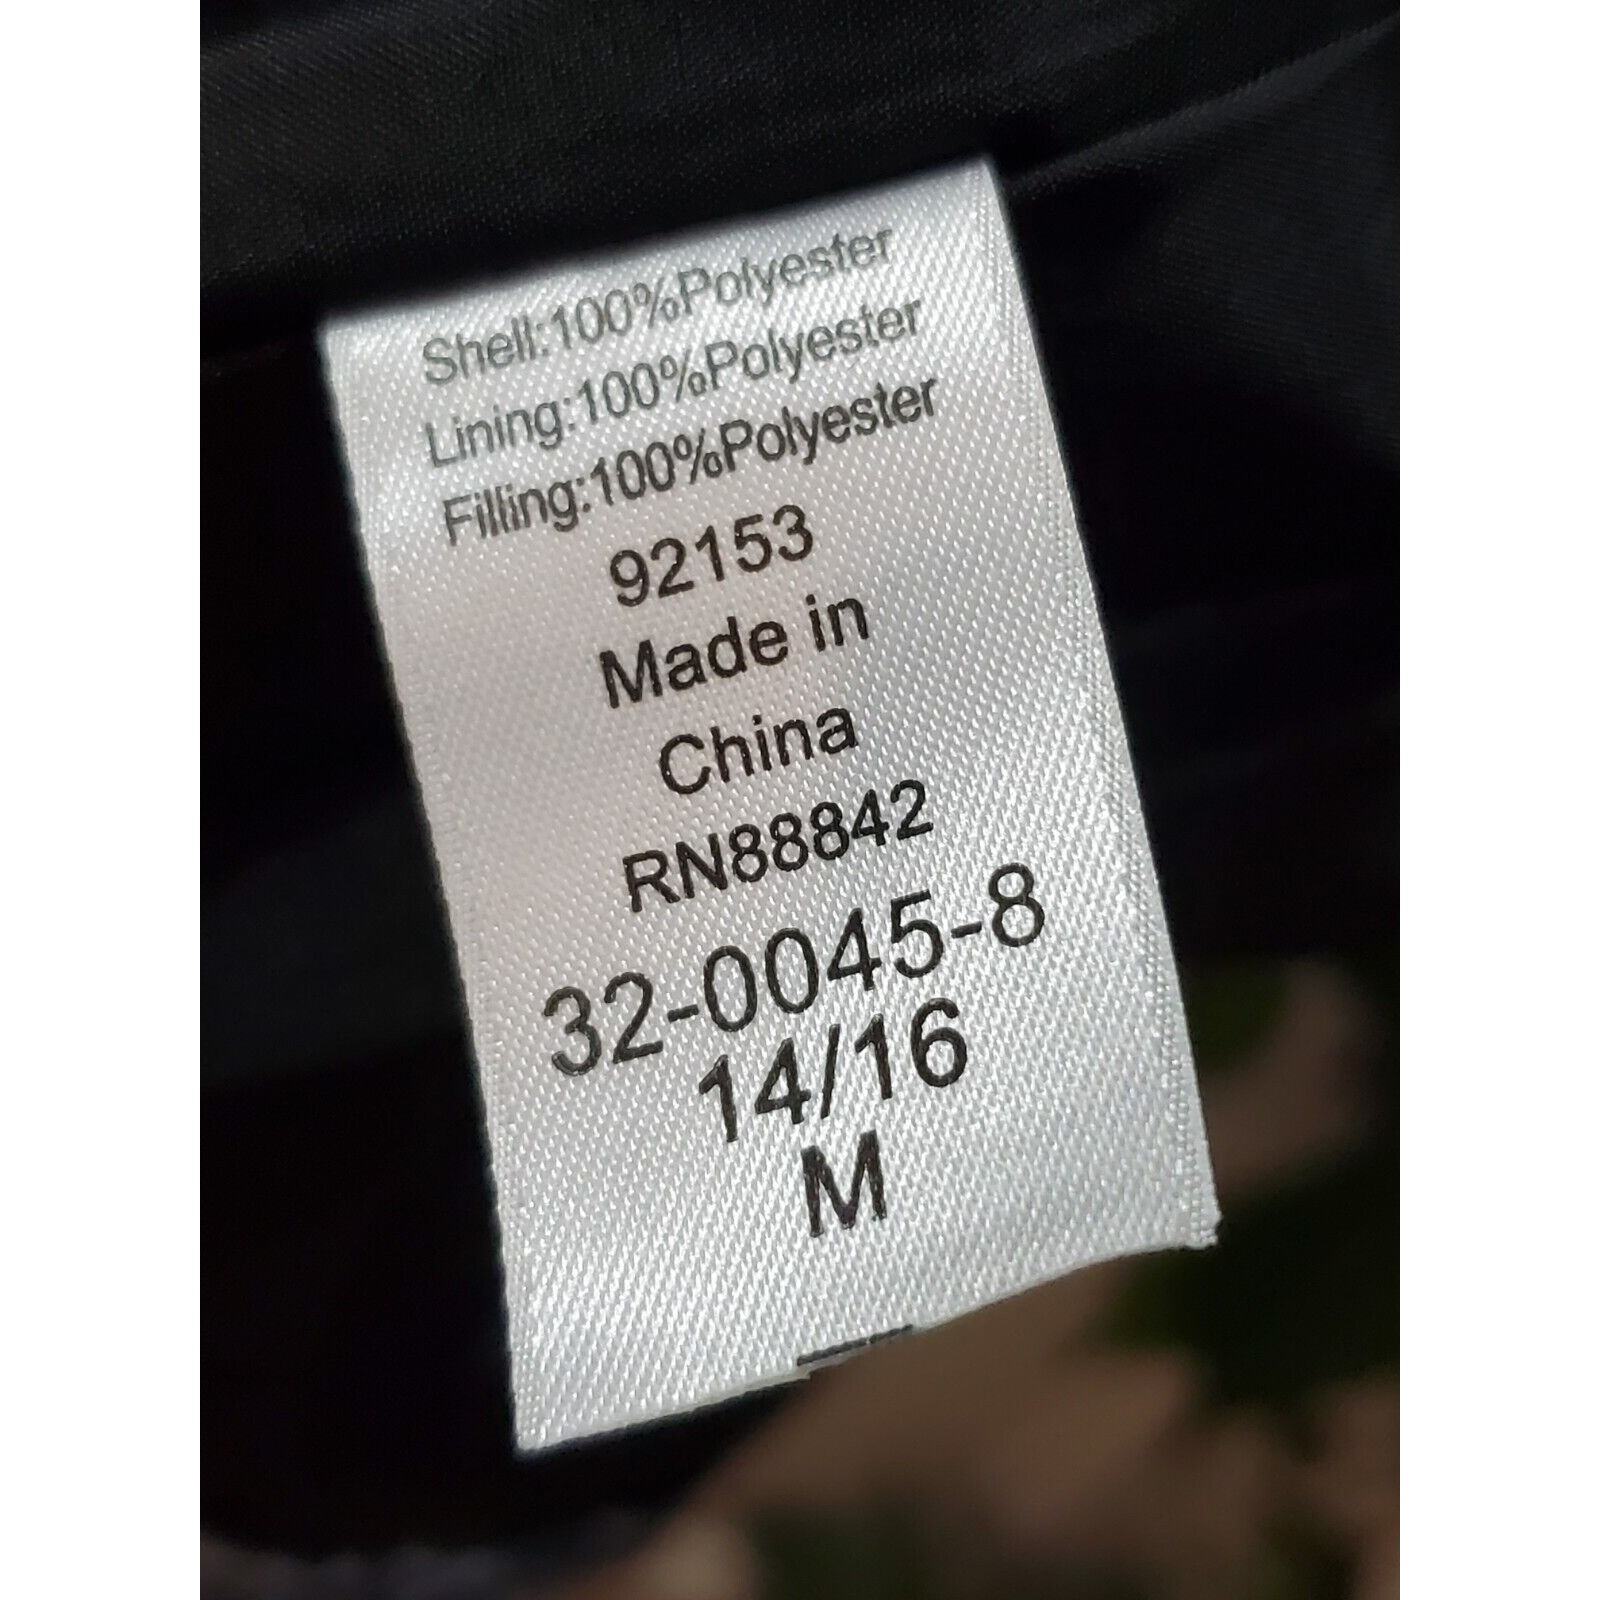 Shell:100%Polyester
Lining:100%Polyester
Filling:100%Polyester
92153
Made in
China
RN88842
32-0045-8
14/16
M